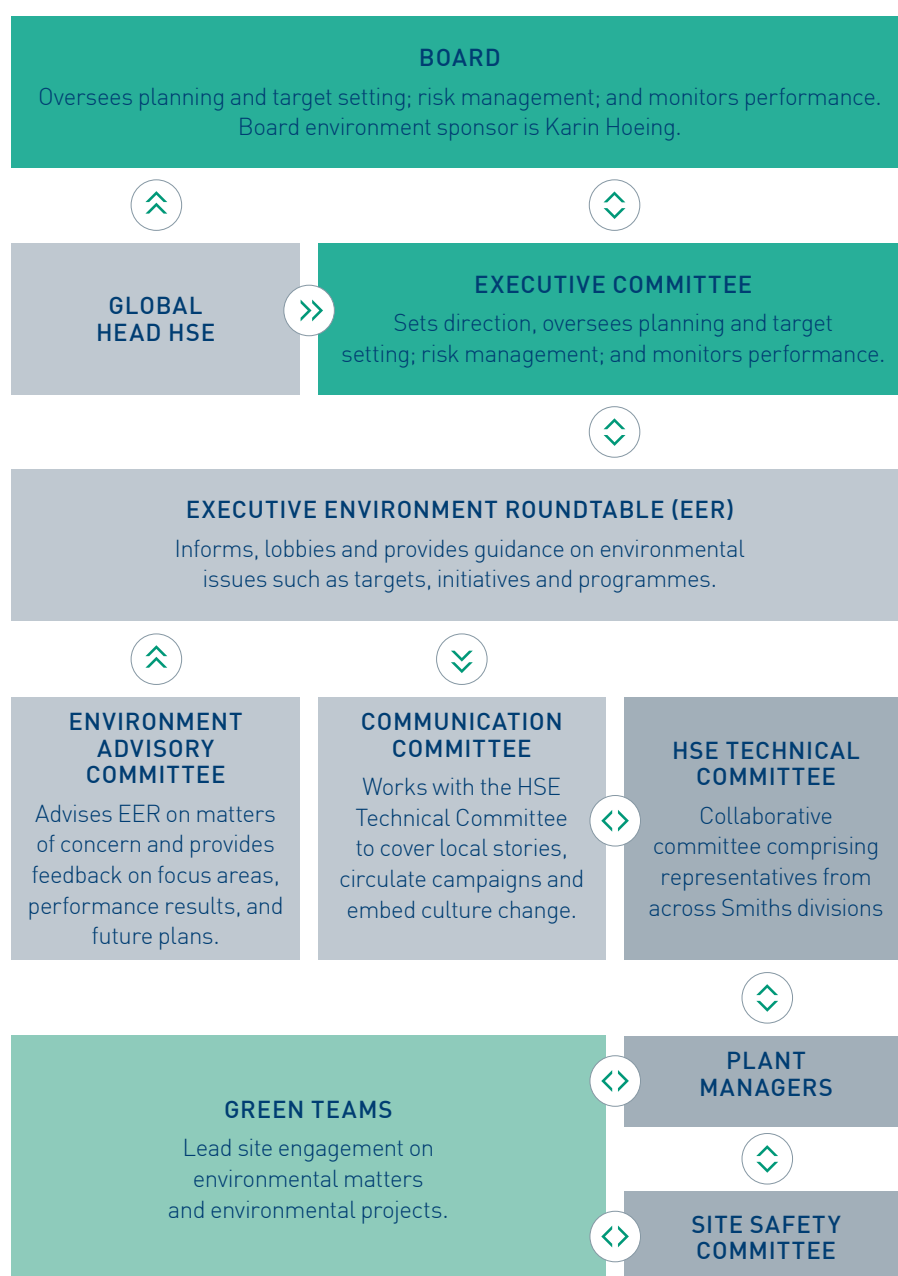 BOARD
Oversees planning and target setting; risk management; and monitors performance.
Board environment sponsor is Karin Hoeing.
GLOBAL
HEAD HSE
EXECUTIVE COMMITTEE
Sets direction, oversees planning and target
setting; risk management; and monitors performance.
EXECUTIVE ENVIRONMENT ROUNDTABLE (EER)
Informs, lobbies and provides guidance on environmental
issues such as targets, initiatives and programmes.
ENVIRONMENT
ADVISORY
COMMITTEE
Advises EER on matters
of concern and provides
feedback on focus areas,
performance results, and
future plans.
COMMUNICATION
COMMITTEE
Works with the HSE
Technical Committee
to cover local stories,
circulate campaigns and
embed culture change.
HSE TECHNICAL
COMMITTEE
Collaborative
committee comprising
representatives from
across Smiths divisions
GREEN TEAMS
Lead site engagement on
environmental matters
and environmental projects.
PLANT
MANAGERS
SITE SAFETY
COMMITTEE